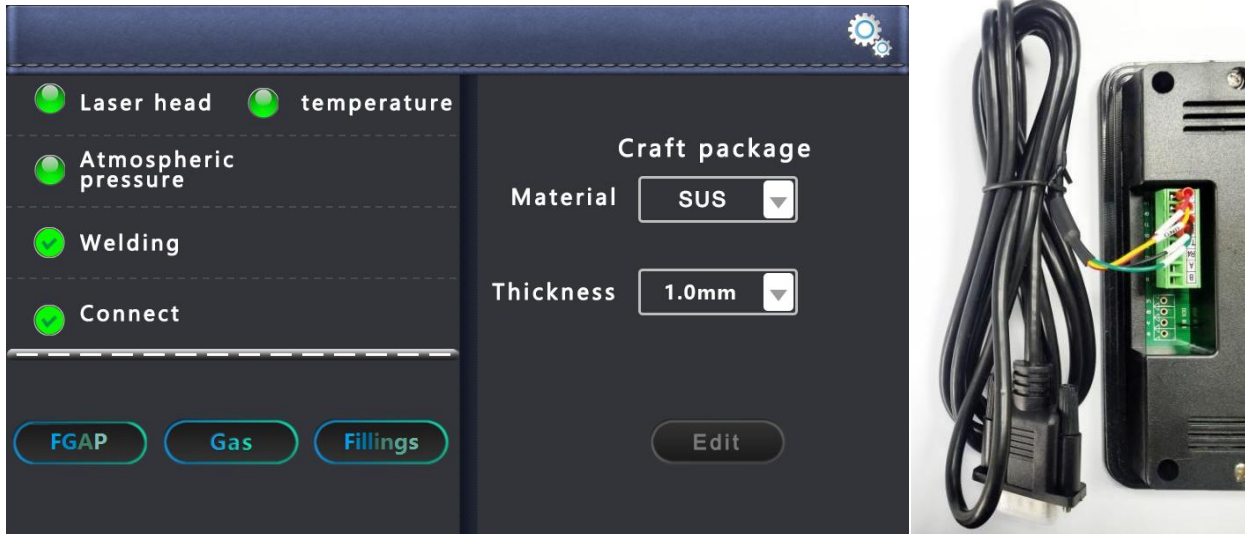 Laser head
temperature
Atmospheric
pressure
Welding
Connect
FGAP
Gas
Fillings
Craft package
Material
SUS
Thickness
1.0mm
Edit